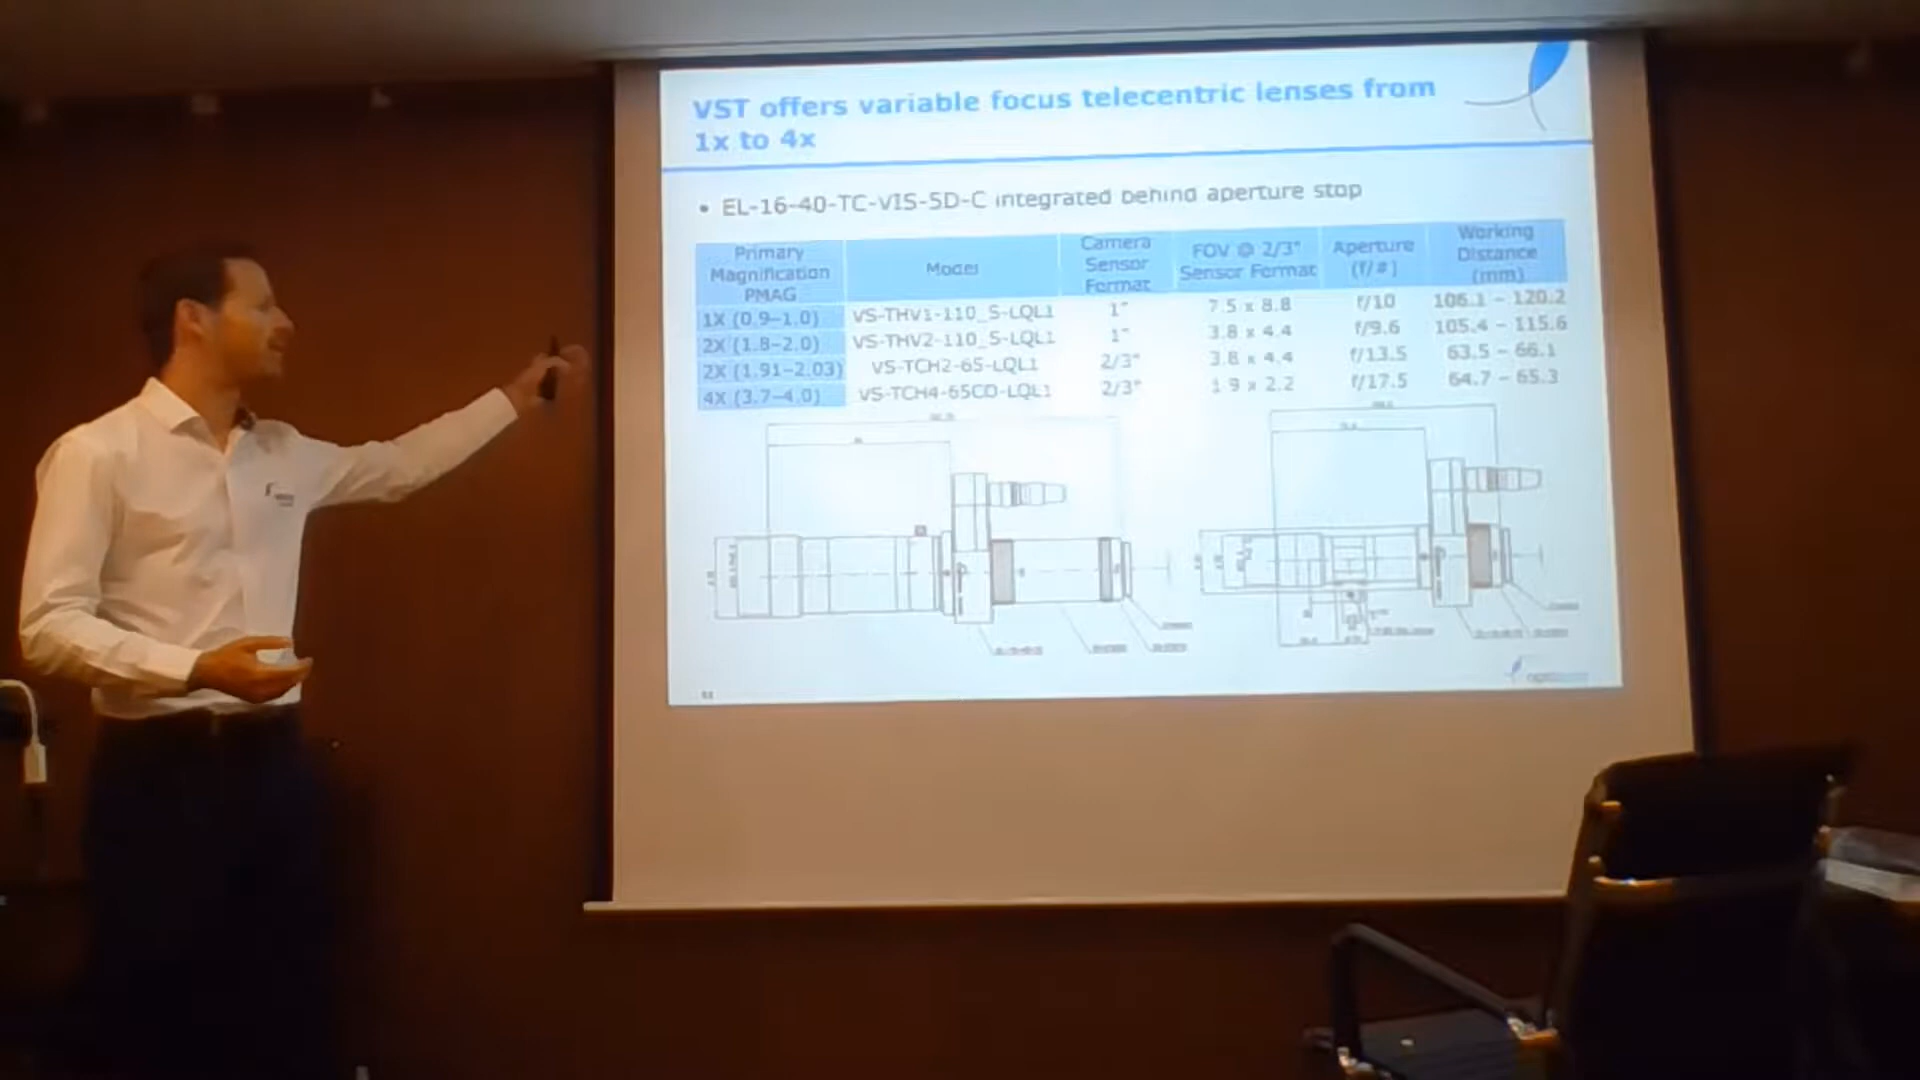 VST offers variable focus telecentric lenses from
1x to 4x
• EL-16-40-TC-VIS-5D-C integrated behind aperture stop
Primary Magnification PMAG
Model
Camera Sensor Format
FOV @ 2/3" Sensor Format
Aperture (f/#)
Working Distance (mm)
1X (0.9–1.0) VS-THV1-110_S-LQL1 1" 7.5 x 8.8 f/10 106.1 – 120.2
2X (1.8–2.0) VS-THV2-110_S-LQL1 1" 3.8 x 4.4 f/9.6 105.4 – 115.6
2X (1.91–2.03) VS-TCH2-65-LQL1 2/3" 3.8 x 4.4 f/13.5 63.5 – 66.1
4X (3.7–4.0) VS-TCH4-65CO-LQL1 2/3" 1.9 x 2.2 f/17.5 64.7 – 65.3